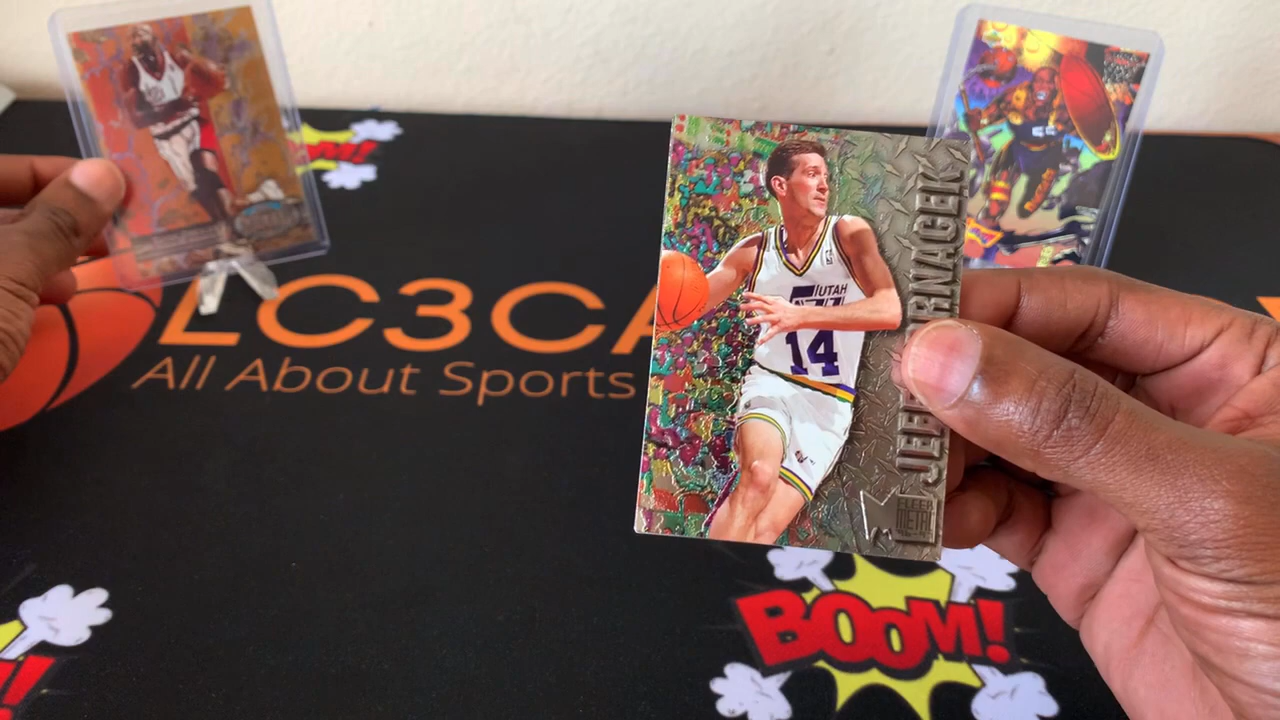 LC3CA
All About Sports
UTAH
14
JEFF HORNACEK
FLEER
METAL
BOOM!